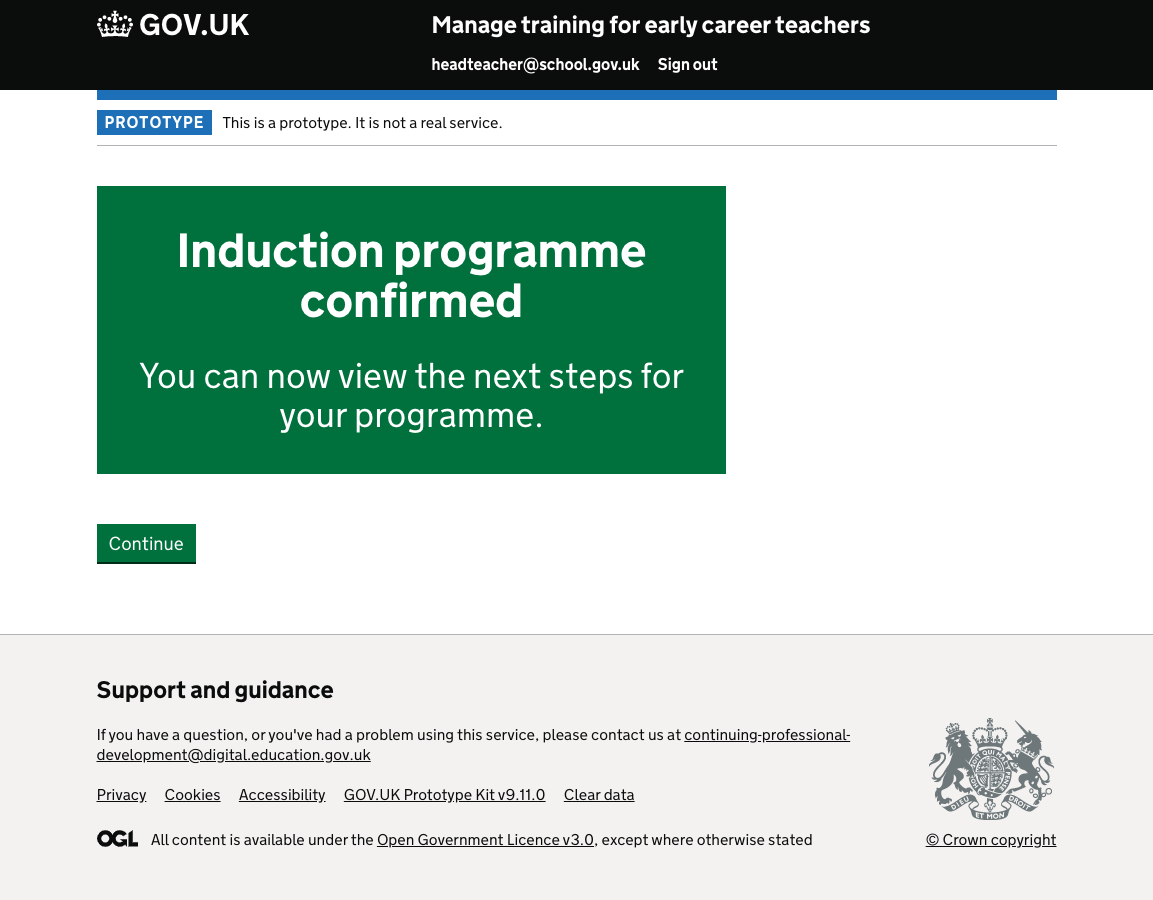 GOV.UK
Manage training for early career teachers
headteacher@school.gov.uk Sign out
PROTOTYPE This is a prototype. It is not a real service.
Induction programme
confirmed
You can now view the next steps for
your programme.
Continue
Support and guidance
If you have a question, or you've had a problem using this service, please contact us at continuing-professional-
development@digital.education.gov.uk
Privacy Cookies Accessibility GOV.UK Prototype Kit v9.11.0 Clear data
DIEU ET MON DROIT
OGL All content is available under the Open Government Licence v3.0, except where otherwise stated
© Crown copyright